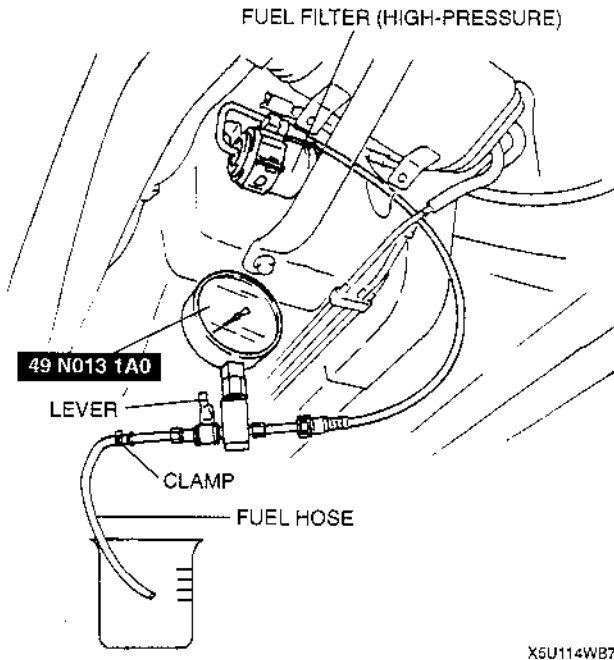 FUEL FILTER (HIGH-PRESSURE)
49 N013 1A0
LEVER
CLAMP
FUEL HOSE
X5U114WB7